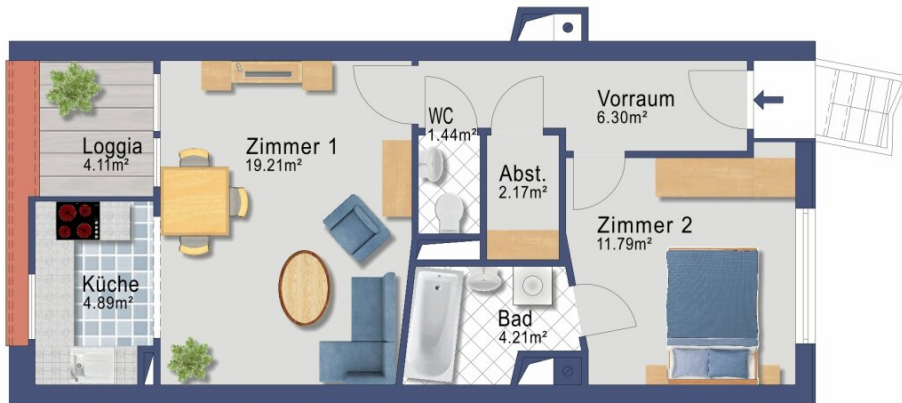 Loggia
4.11m²
Zimmer 1
19.21m²
WC
1.44m²
Abst.
2.17m²
Vorraum
6.30m²
Zimmer 2
11.79m²
Küche
4.89m²
Bad
4.21m²